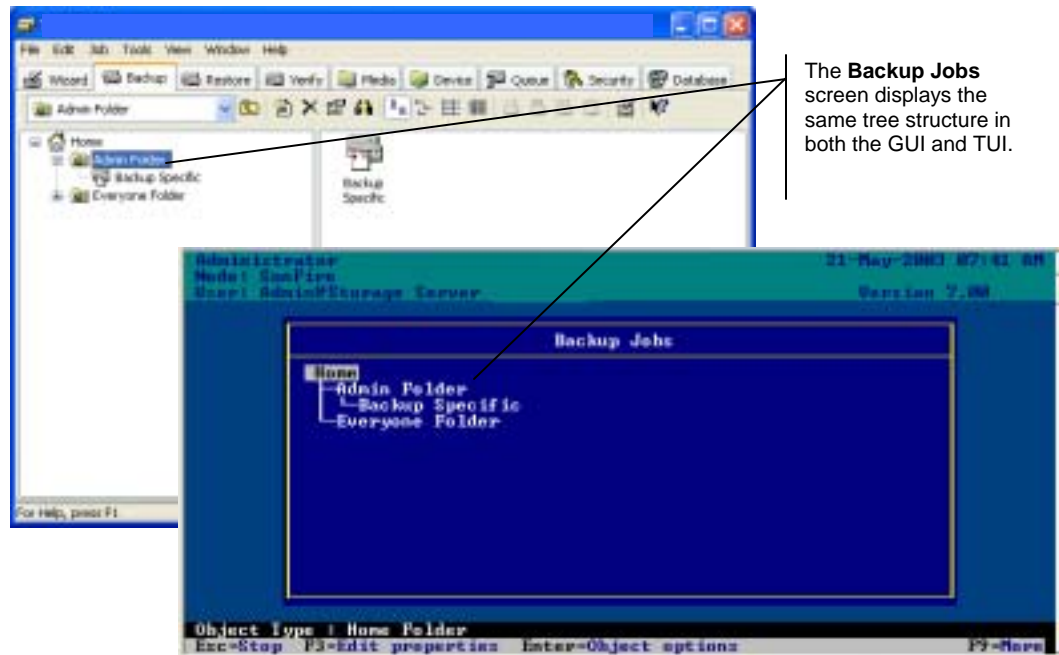 File Edit Job Tools View Window Help
Wizard Backup Restore Verify Media Device Queue Security Database
Admin Folder
Home
Admin Folder
Backup Specific
Everyone Folder
Backup
Specific
For Help, press F1
The Backup Jobs
screen displays the
same tree structure in
both the GUI and TUI.
Administrator 21-May-2003 07:41 AM
Node: SunFire
User: Admin@Storage Server Version 7.00
Backup Jobs
Home
Admin Folder
Backup Specific
Everyone Folder
Object Type : Home Folder
Esc=Stop F3=Edit properties Enter=Object options F9=More